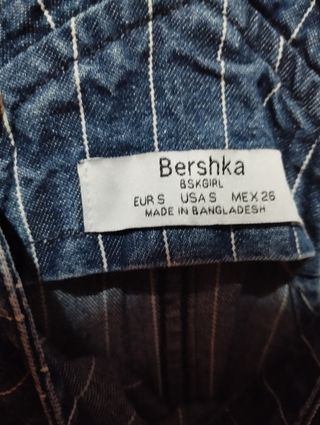 Bershka
BSKGIRL
EUR S USA S MEX 26
MADE IN BANGLADESH